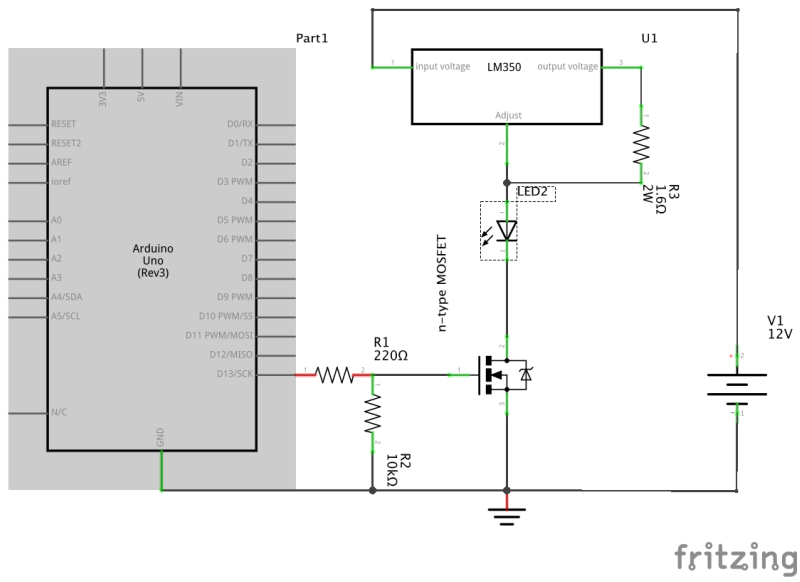 Part1
U1
1
input voltage
LM350
output voltage
3
Adjust
2
3V3
5V
VIN
RESET
RESET2
AREF
ioref
A0
A1
A2
A3
A4/SDA
A5/SCL
N/C
Arduino
Uno
(Rev3)
D0/RX
D1/TX
D2
D3 PWM
D4
D5 PWM
D6 PWM
D7
D8
D9 PWM
D10 PWM/SS
D11 PWM/MOSI
D12/MISO
D13/SCK
GND
1
2
R3
1.6Ω
2W
LED2
1
2
n-type MOSFET
2
1
3
R1
220Ω
1
2
1
2
R2
10kΩ
V1
12V
+
2
-
1
fritzing